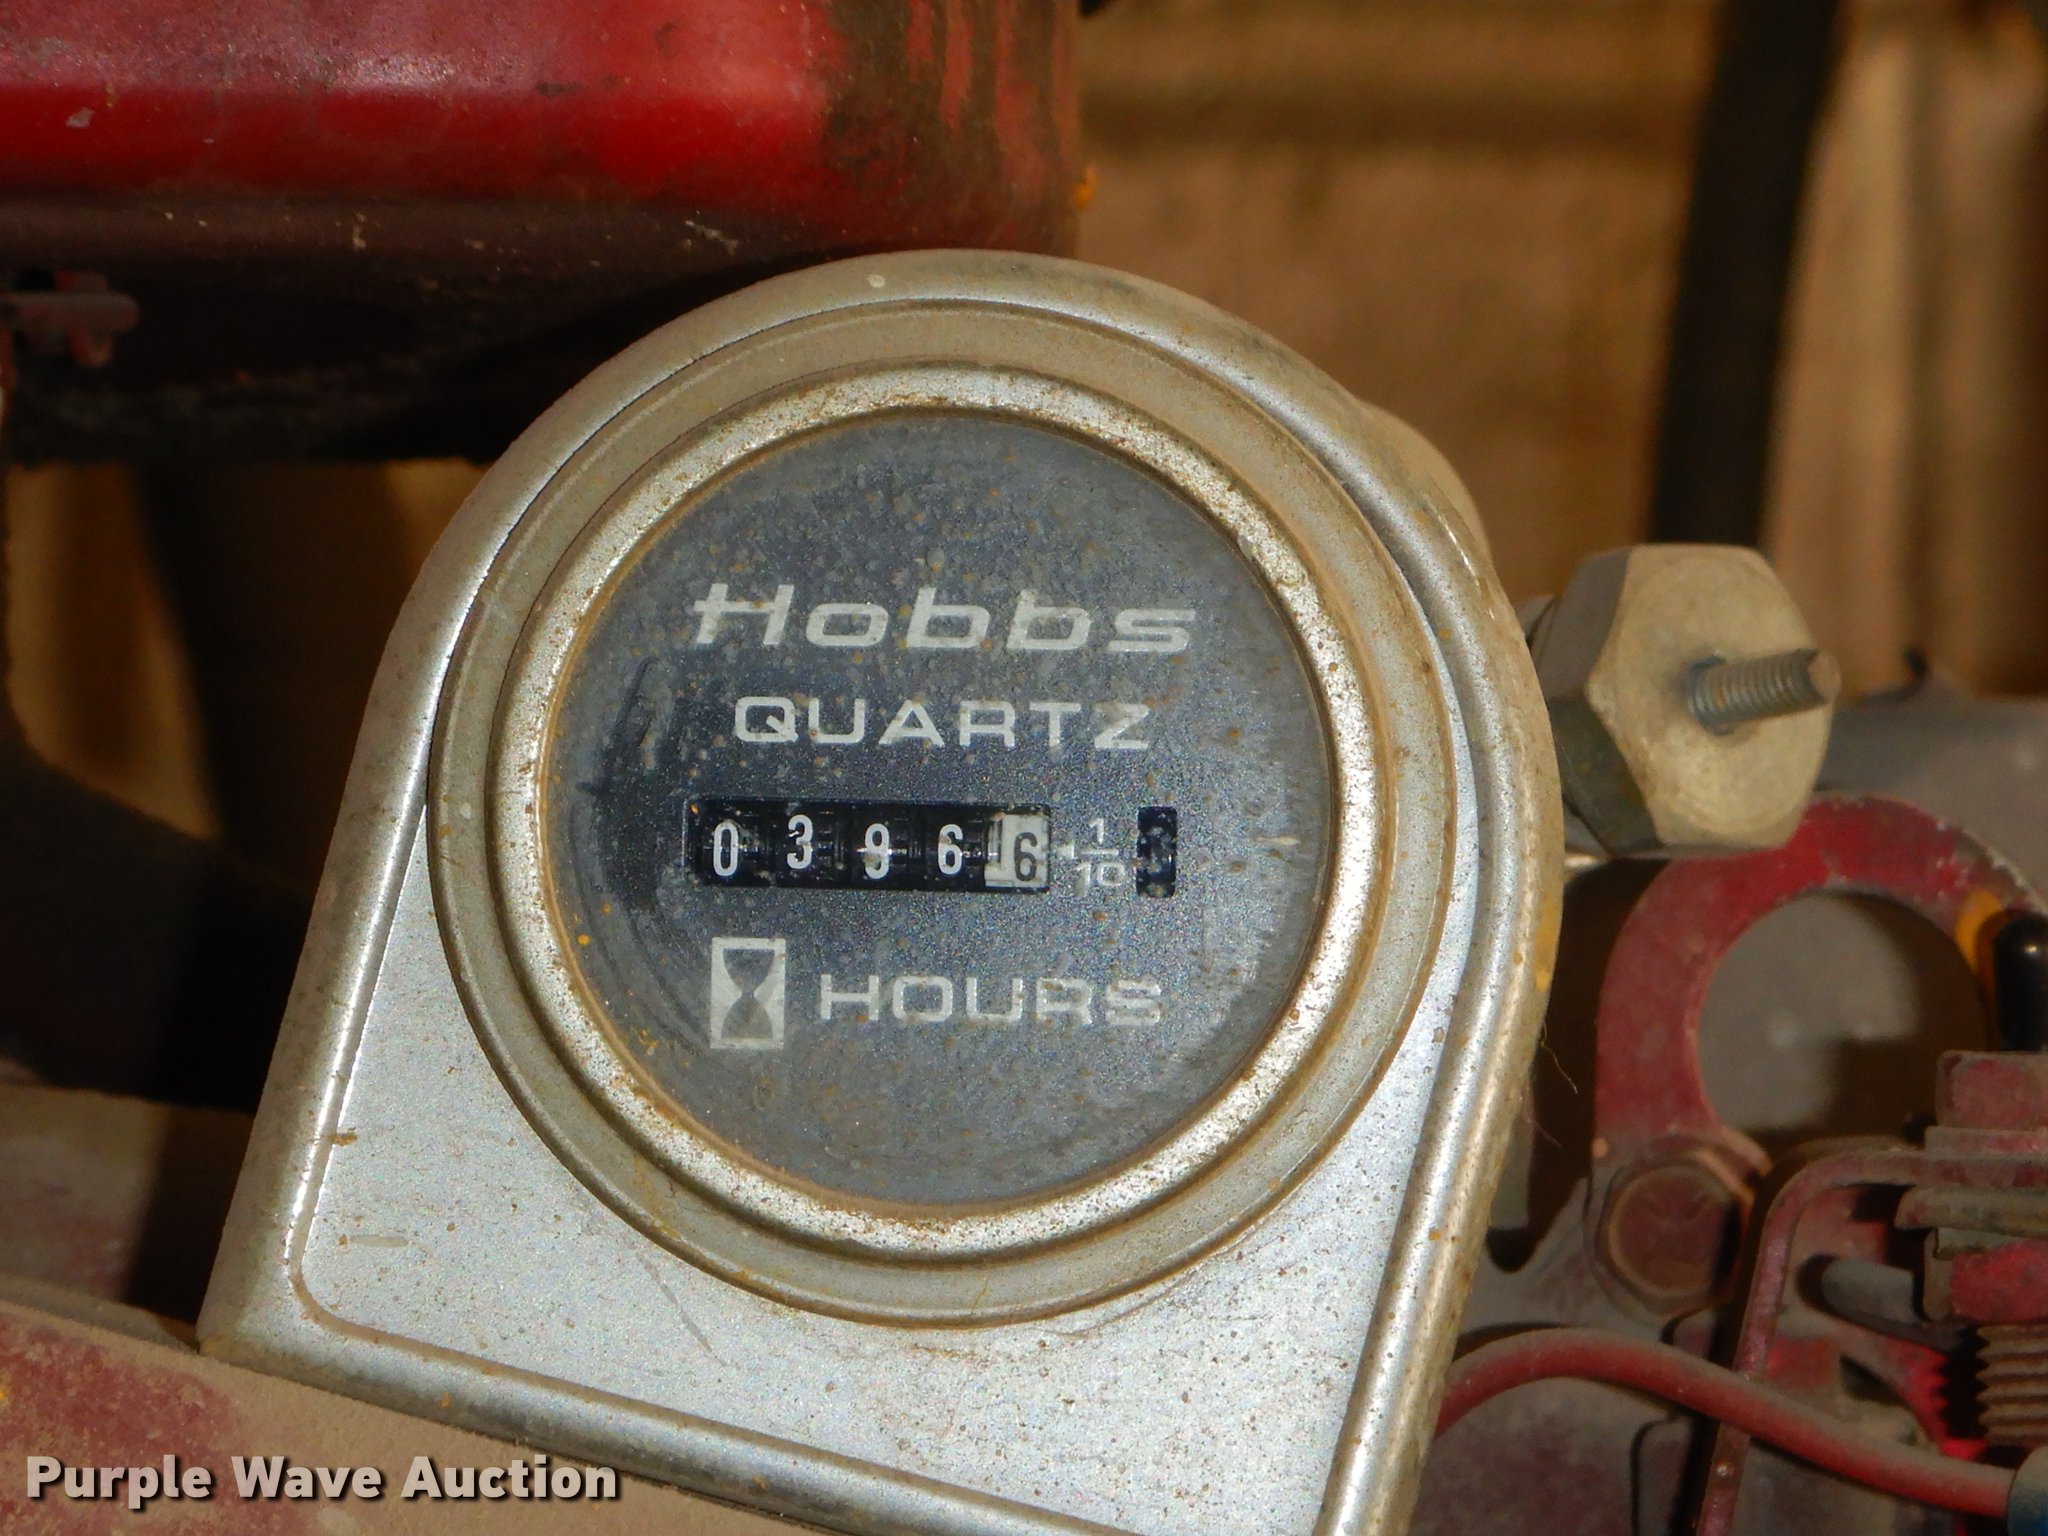 Hobbs
QUARTZ
0 3 9 6 6 1/10
HOURS
Purple Wave Auction